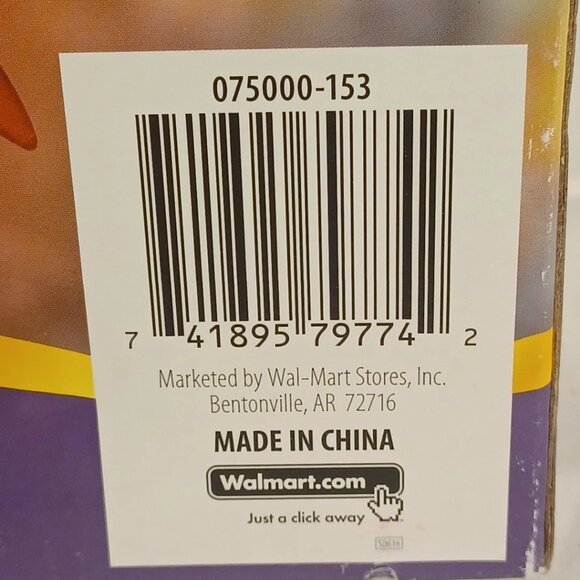 075000-153
7 41895 79774 2
Marketed by Wal-Mart Stores, Inc.
Bentonville, AR 72716
MADE IN CHINA
Walmart.com
Just a click away